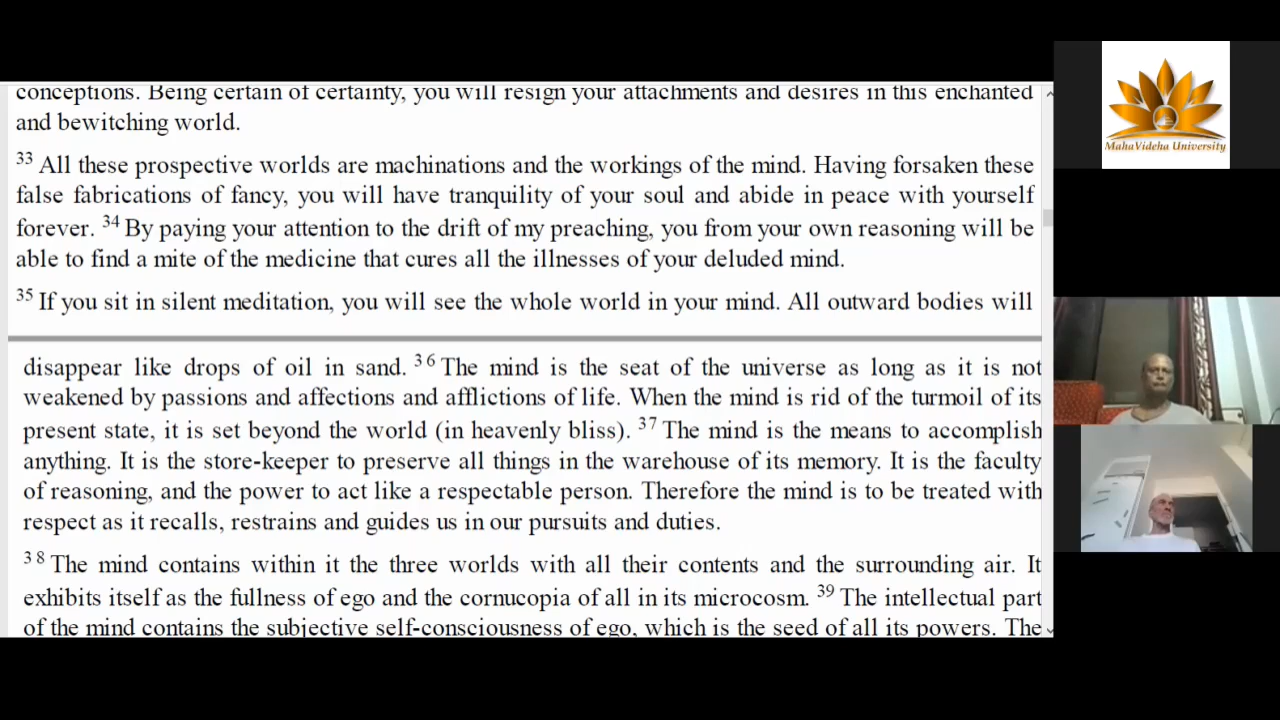 conceptions. Being certain of certainty, you will resign your attachments and desires in this enchanted
and bewitching world.
33 All these prospective worlds are machinations and the workings of the mind. Having forsaken these
false fabrications of fancy, you will have tranquility of your soul and abide in peace with yourself
forever. 34 By paying your attention to the drift of my preaching, you from your own reasoning will be
able to find a mite of the medicine that cures all the illnesses of your deluded mind.
35 If you sit in silent meditation, you will see the whole world in your mind. All outward bodies will
disappear like drops of oil in sand. 36 The mind is the seat of the universe as long as it is not
weakened by passions and affections and afflictions of life. When the mind is rid of the turmoil of its
present state, it is set beyond the world (in heavenly bliss). 37 The mind is the means to accomplish
anything. It is the store-keeper to preserve all things in the warehouse of its memory. It is the faculty
of reasoning, and the power to act like a respectable person. Therefore the mind is to be treated with
respect as it recalls, restrains and guides us in our pursuits and duties.
38 The mind contains within it the three worlds with all their contents and the surrounding air. It
exhibits itself as the fullness of ego and the cornucopia of all in its microcosm. 39 The intellectual part
of the mind contains the subjective self-consciousness of ego, which is the seed of all its powers. The
MahaVideha University